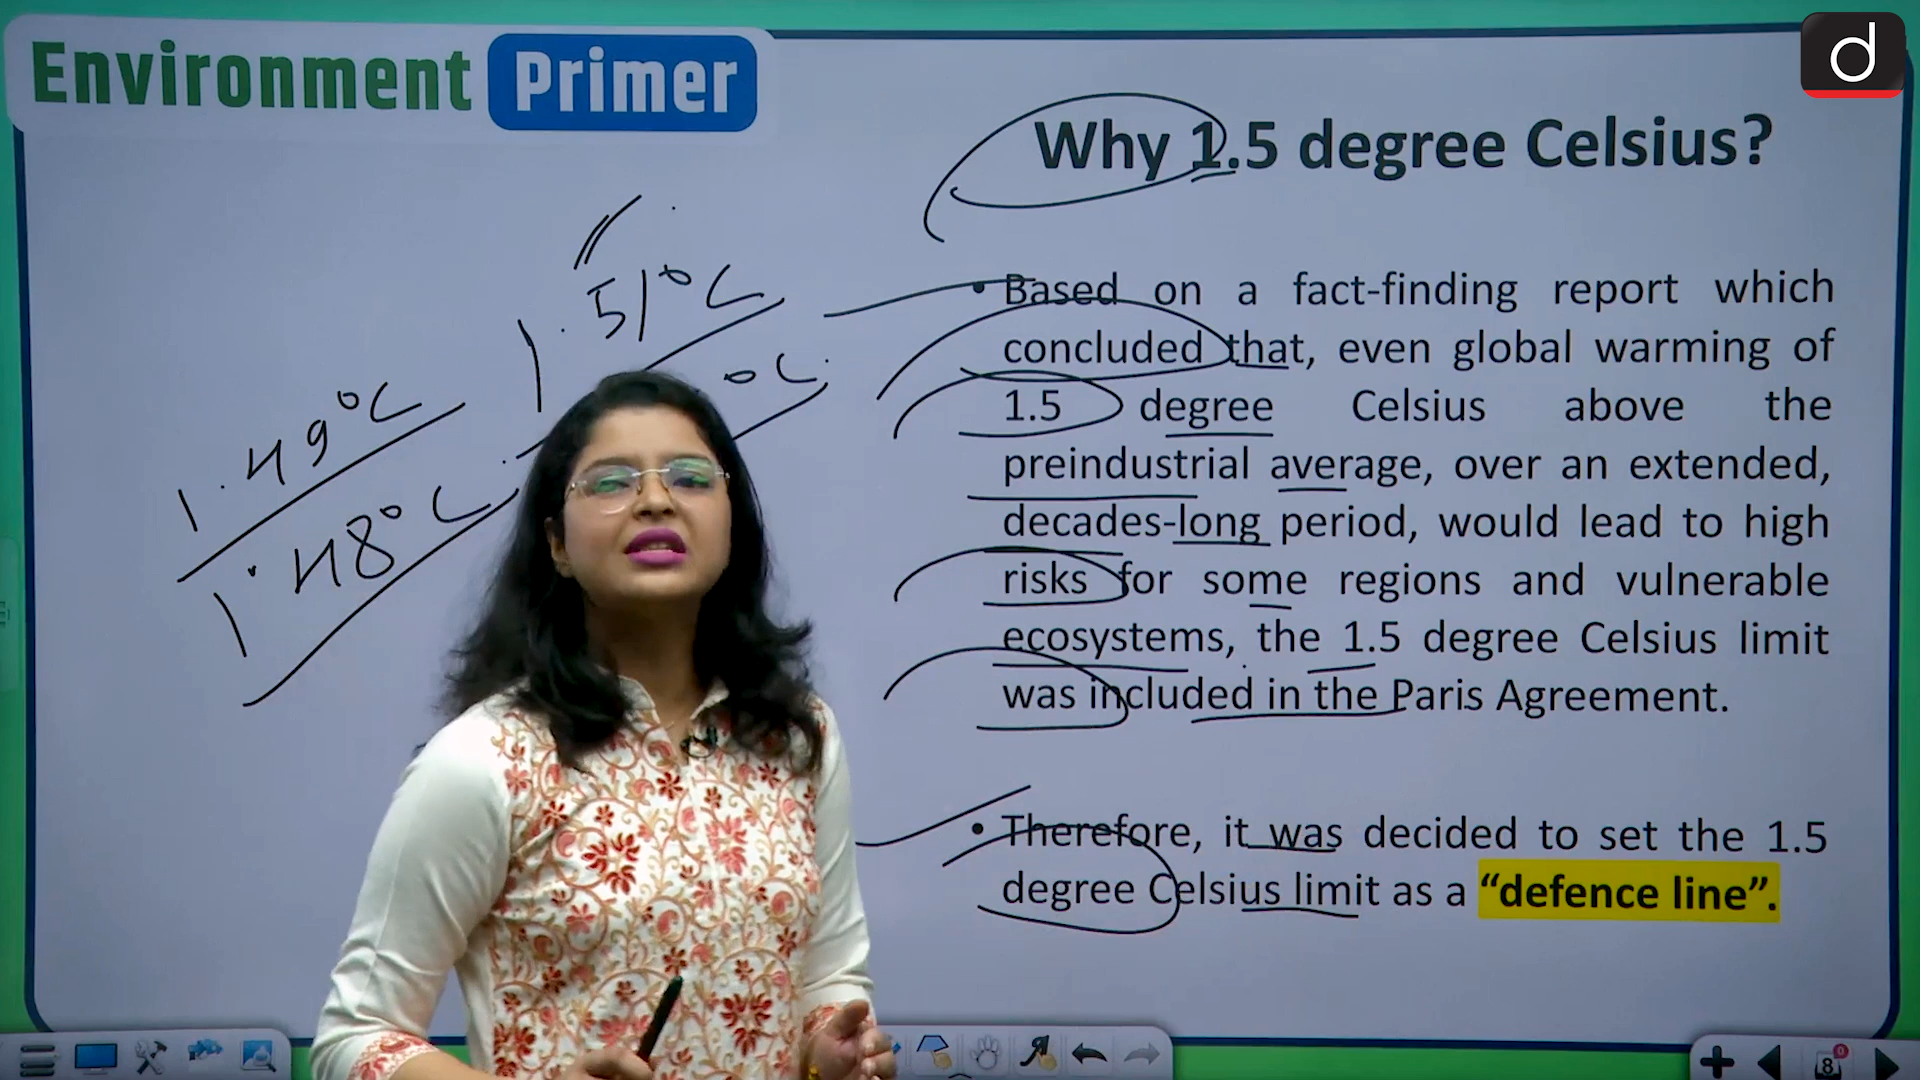 Environment Primer
d
Why 1.5 degree Celsius?
• Based on a fact-finding report which
concluded that, even global warming of
1.5 degree Celsius above the
preindustrial average, over an extended,
decades-long period, would lead to high
risks for some regions and vulnerable
ecosystems, the 1.5 degree Celsius limit
was included in the Paris Agreement.
• Therefore, it was decided to set the 1.5
degree Celsius limit as a “defence line”.
1.51°C
°C
1.49°C
1.48°C
8
0